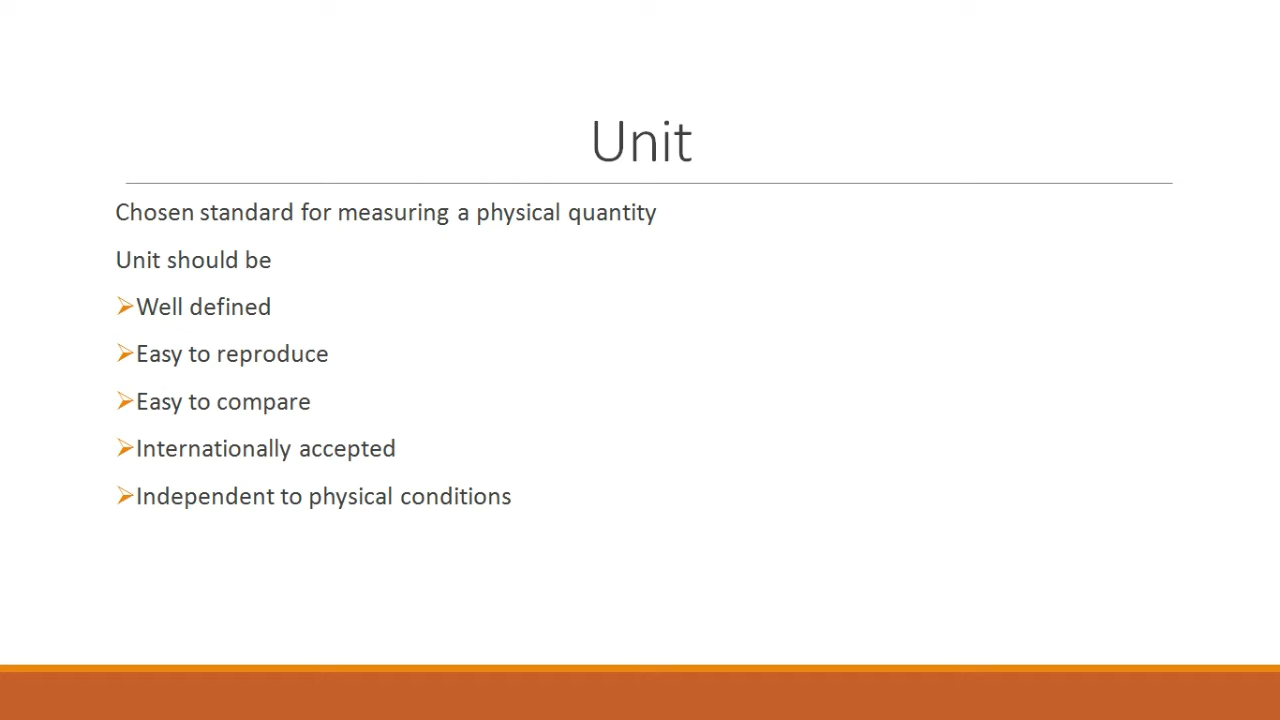 Unit
Chosen standard for measuring a physical quantity
Unit should be
Well defined
Easy to reproduce
Easy to compare
Internationally accepted
Independent to physical conditions